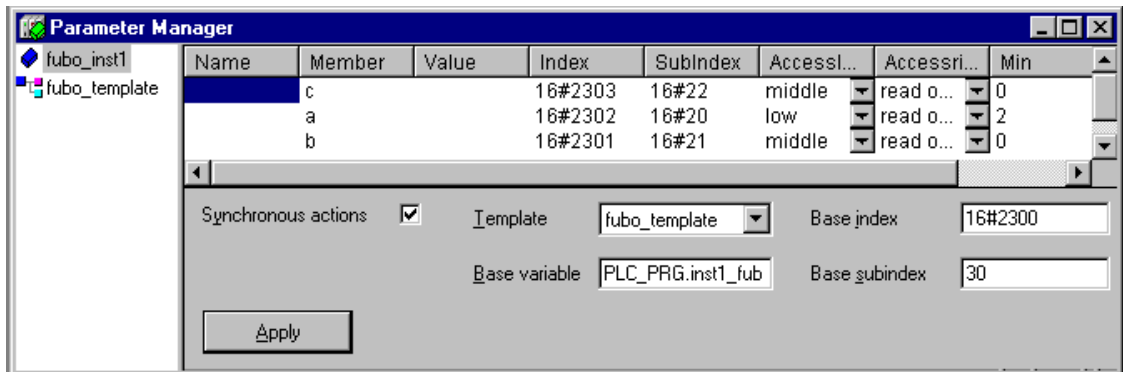 Parameter Manager
fubo_inst1
fubo_template
Name Member Value Index SubIndex Accessl... Accessri... Min
c 16#2303 16#22 middle read o... 0
a 16#2302 16#20 low read o... 2
b 16#2301 16#21 middle read o... 0
Synchronous actions Template fubo_template Base index 16#2300
Base variable PLC_PRG.inst1_fub Base subindex 30
Apply